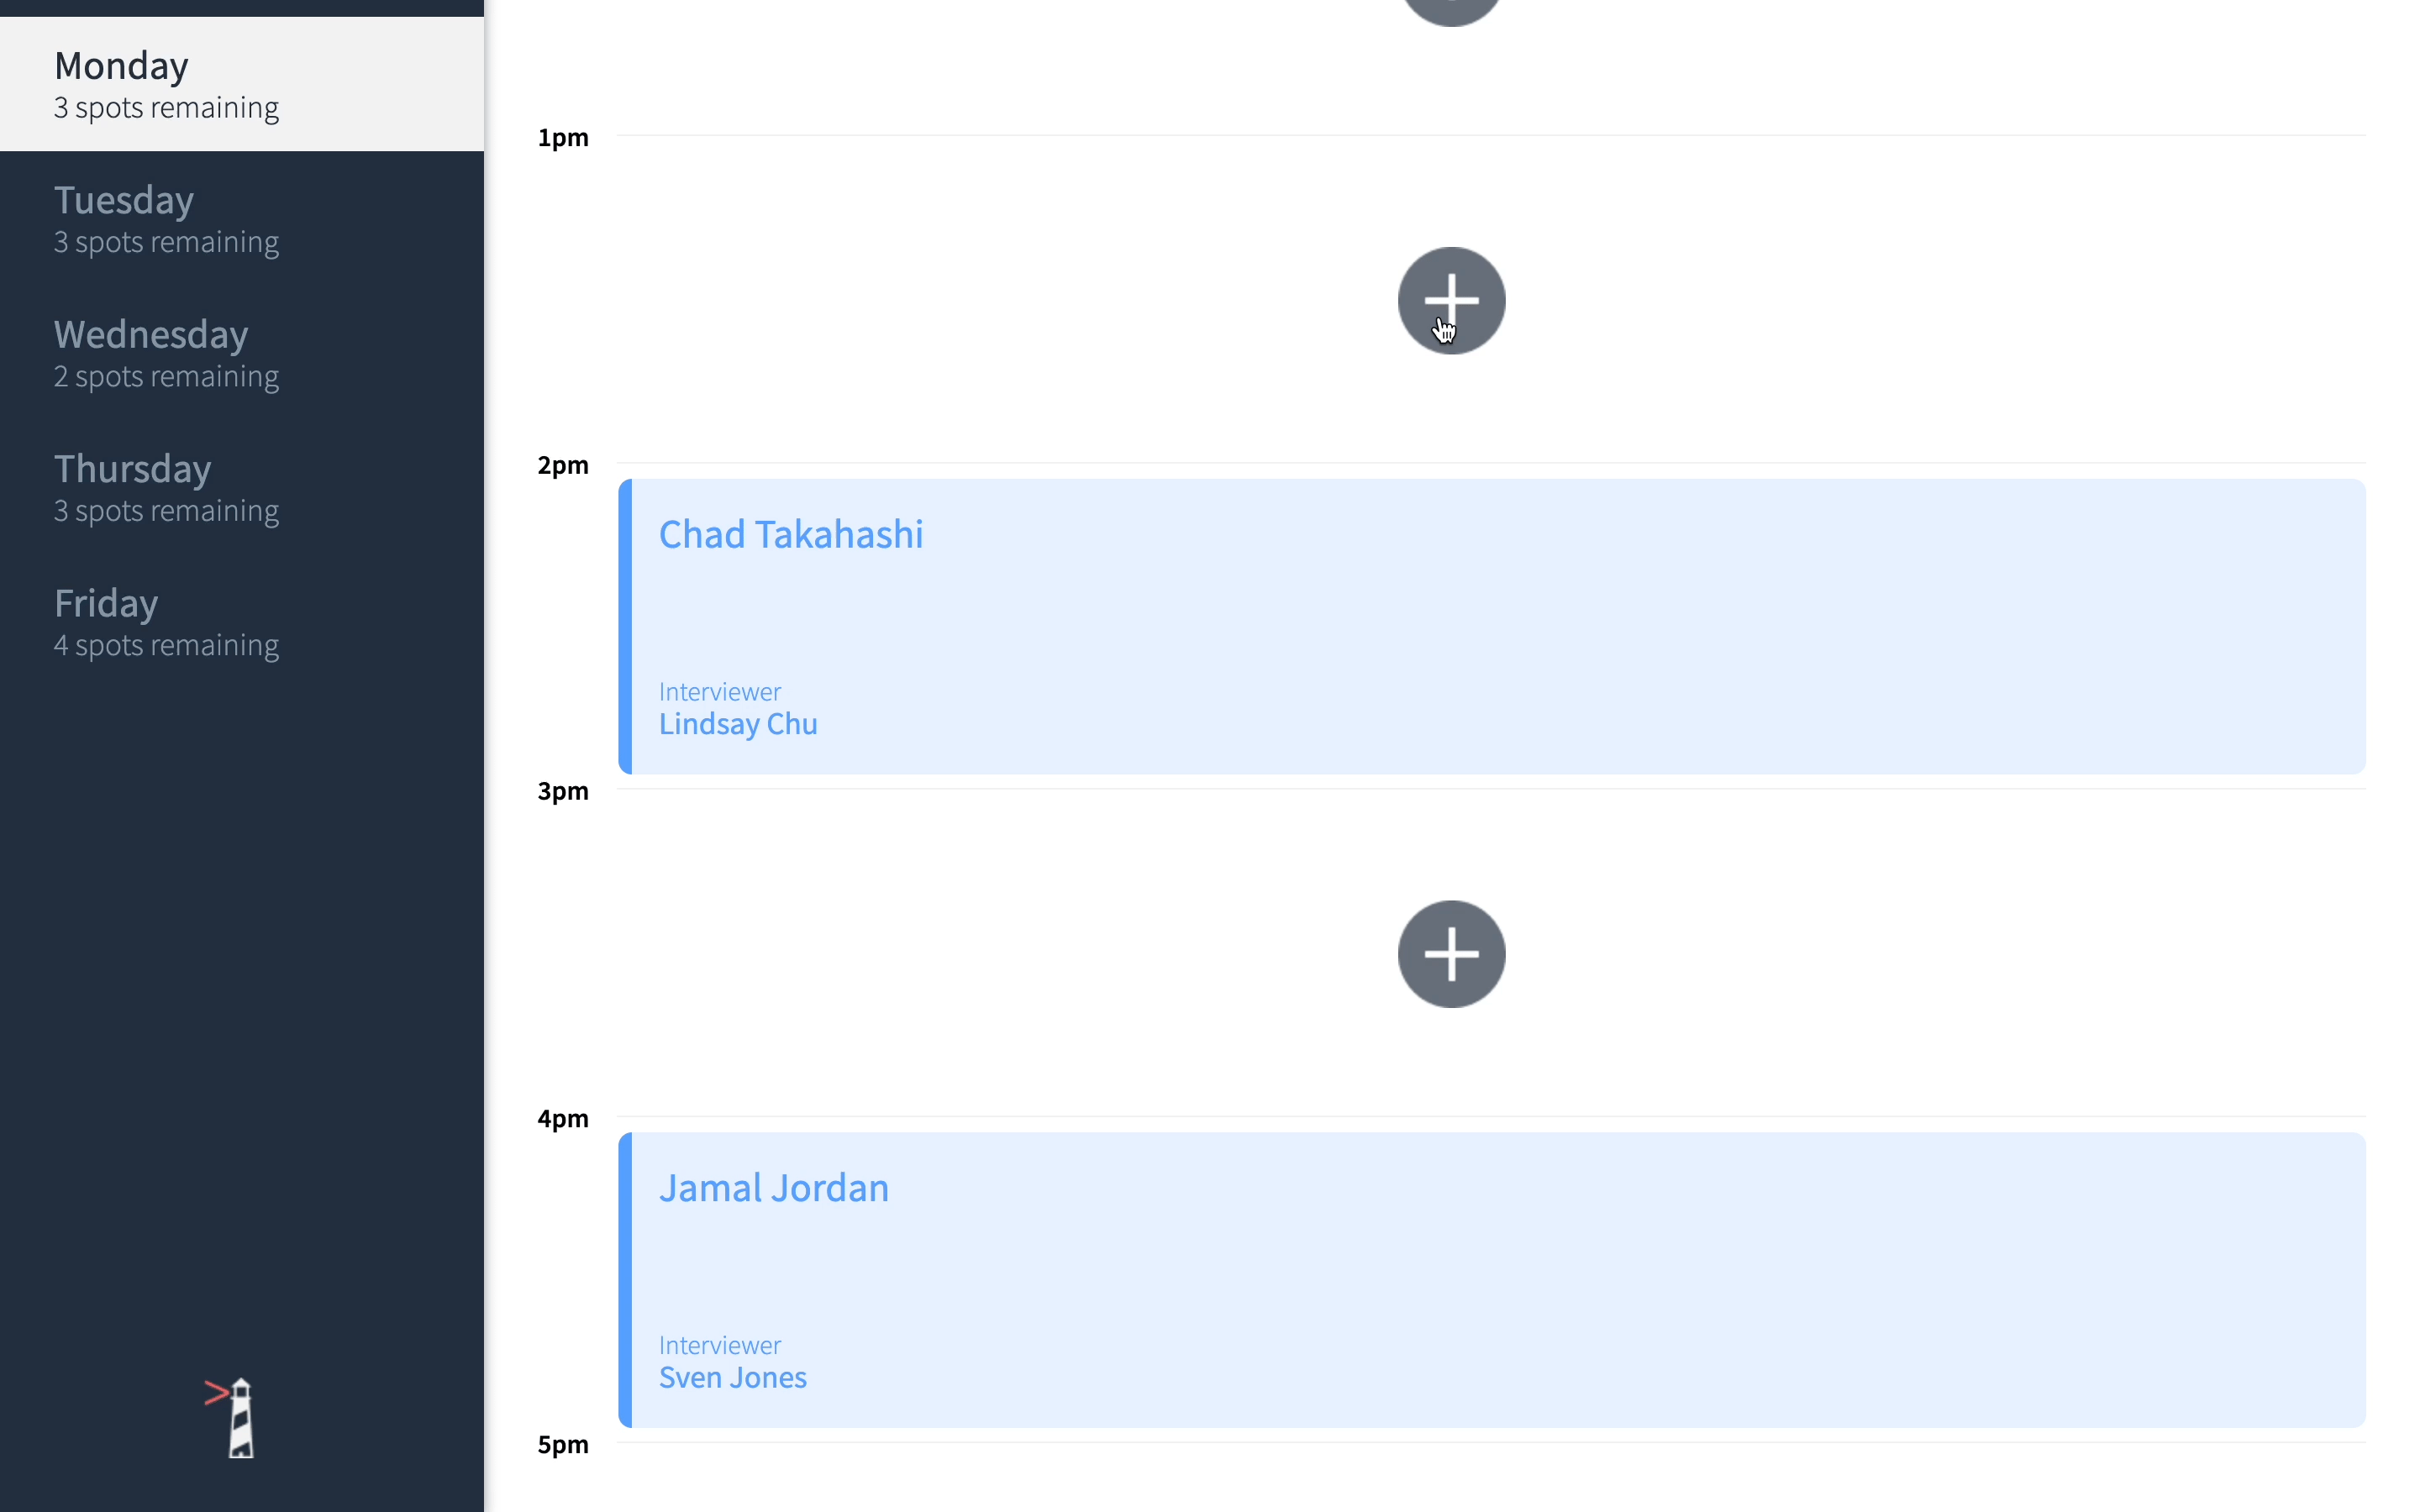 Monday
3 spots remaining
Tuesday
3 spots remaining
Wednesday
2 spots remaining
Thursday
3 spots remaining
Friday
4 spots remaining
1pm
2pm
Chad Takahashi
Interviewer
Lindsay Chu
3pm
4pm
Jamal Jordan
Interviewer
Sven Jones
5pm